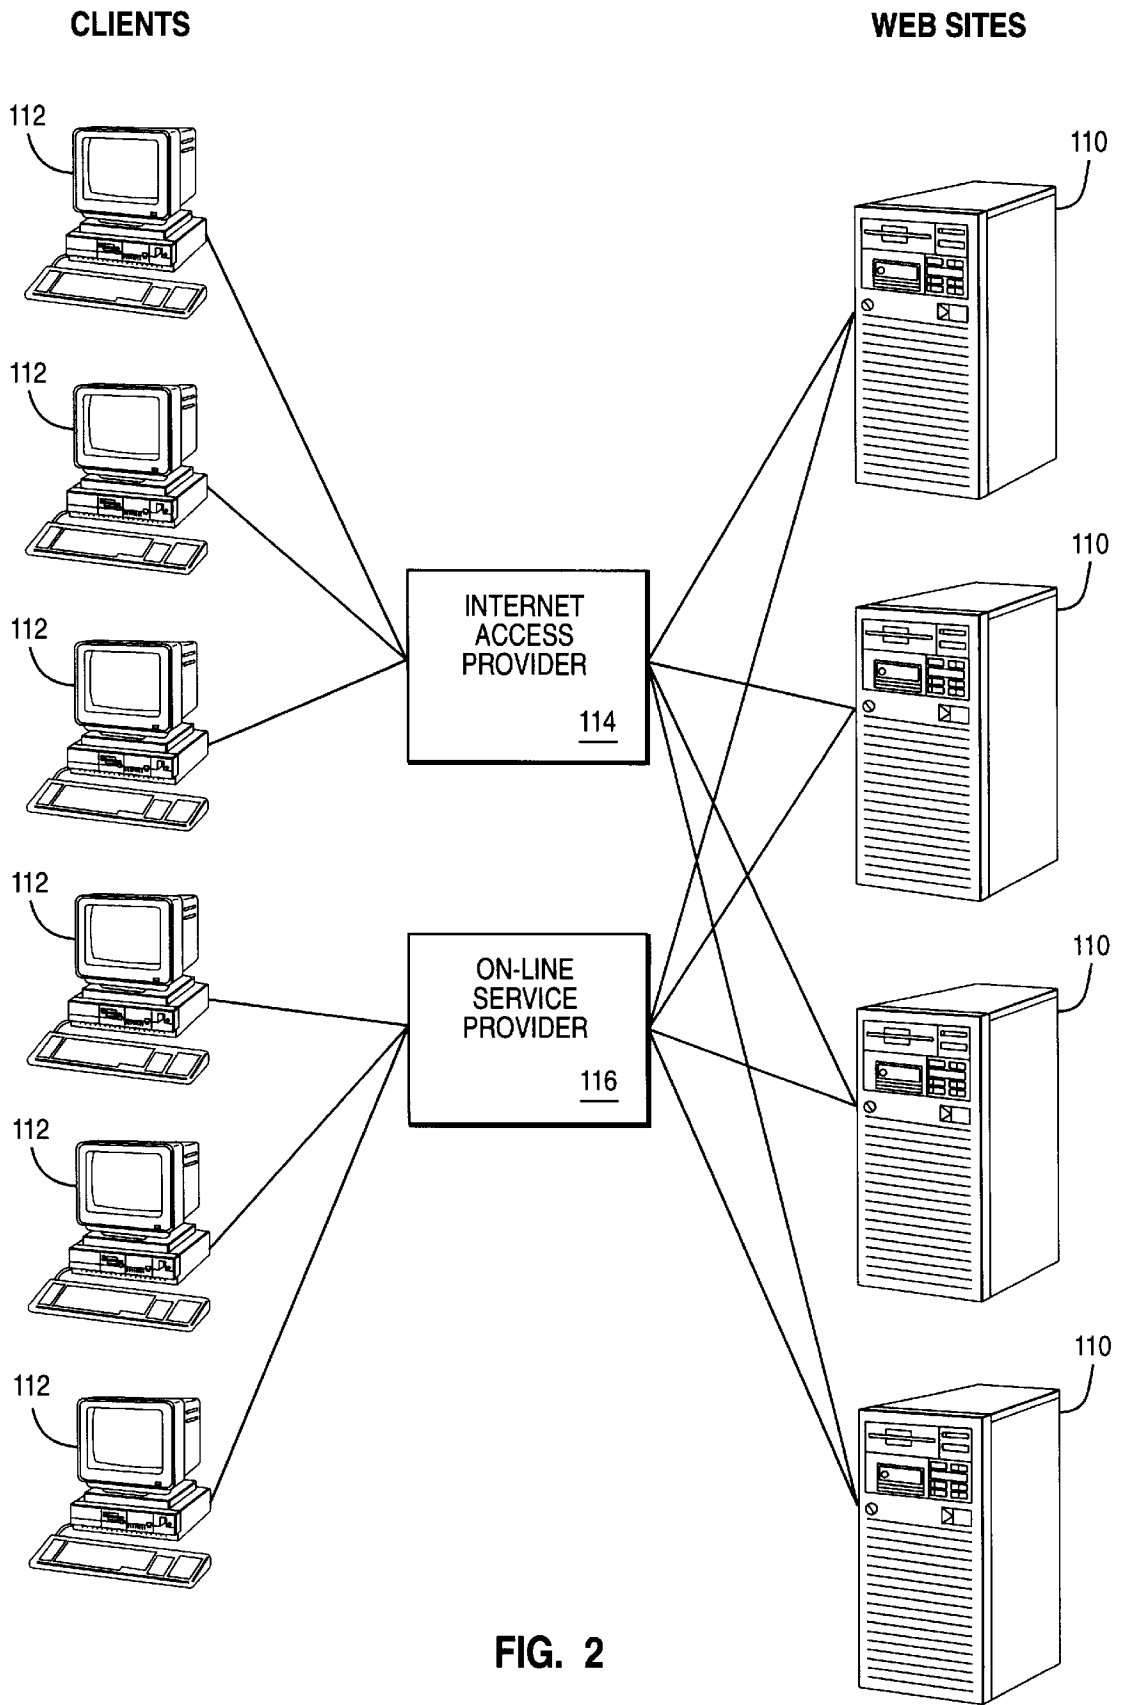 CLIENTS
WEB SITES
112
110
112
110
112
INTERNET
ACCESS
PROVIDER
114
112
110
ON-LINE
SERVICE
PROVIDER
116
112
110
112
FIG. 2